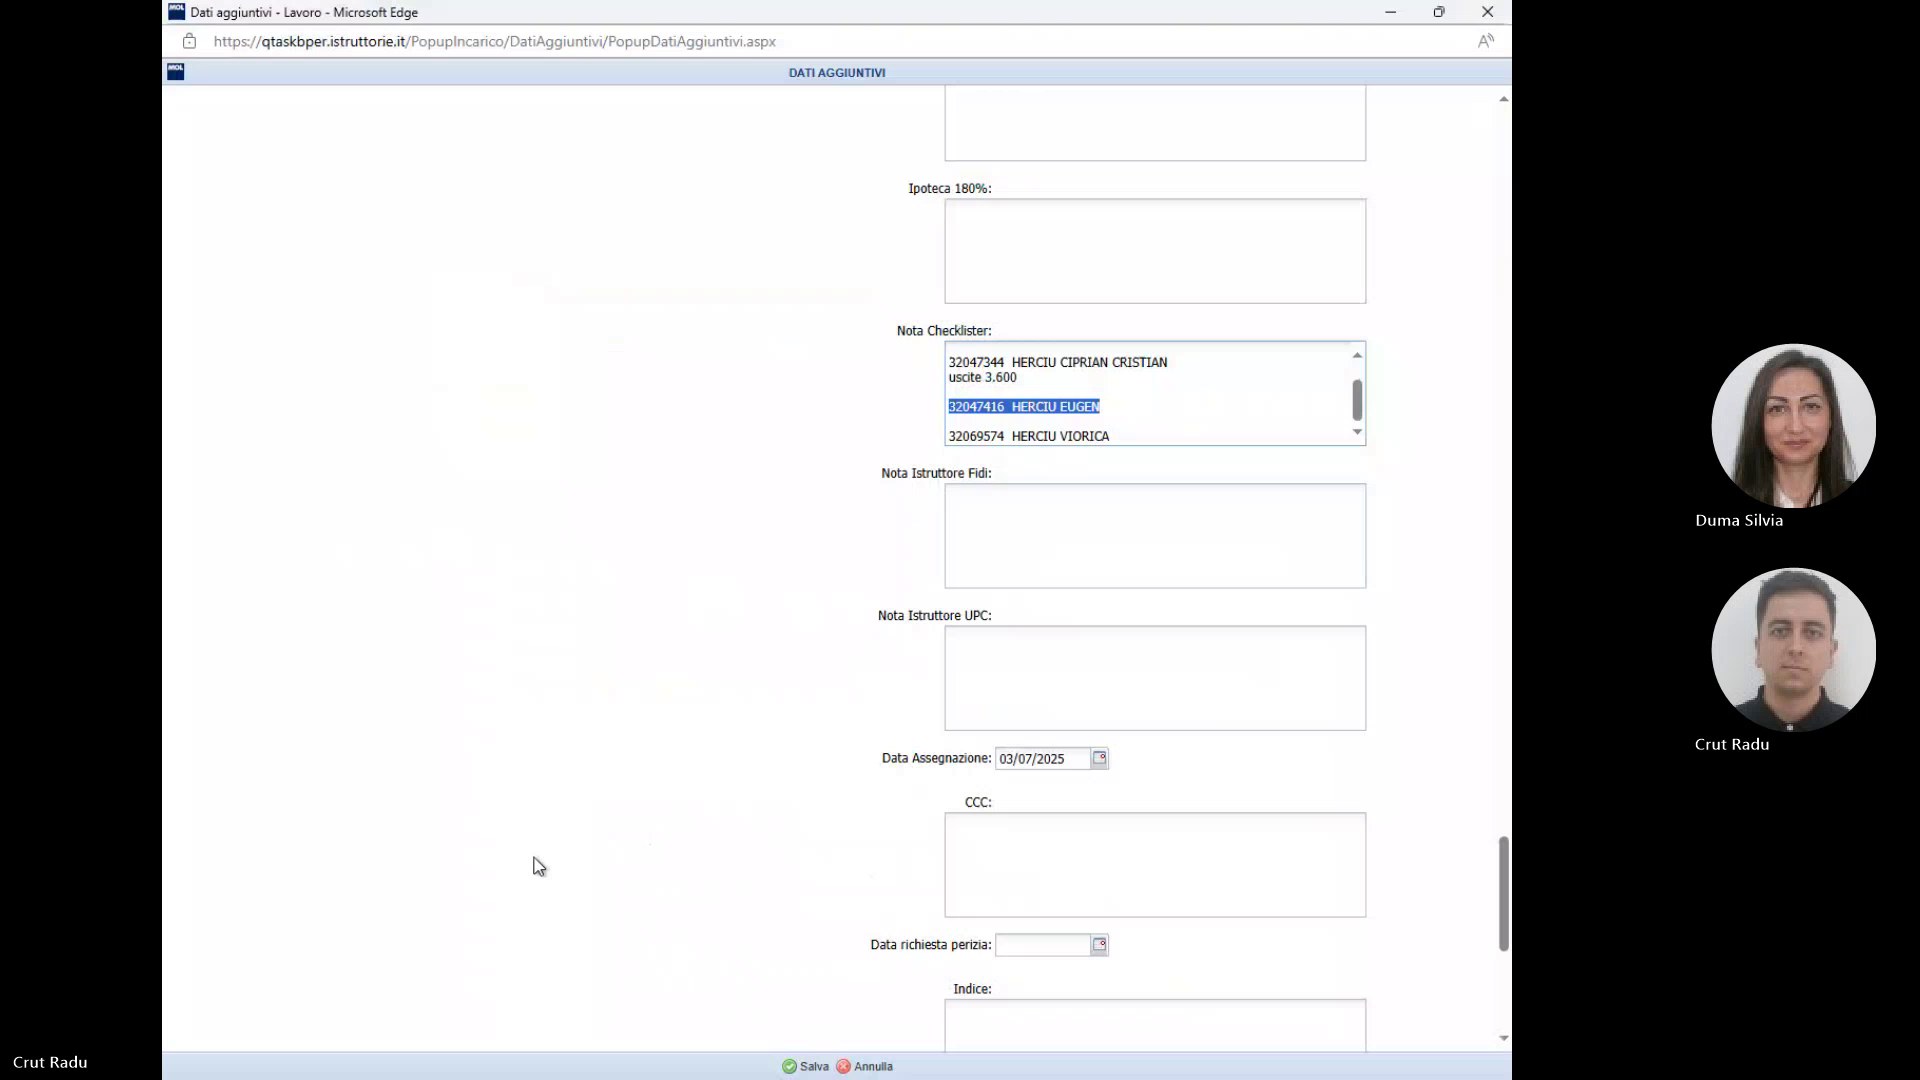 MOL Dati aggiuntivi - Lavoro - Microsoft Edge
https://qtaskbper.istruttorie.it/PopupIncarico/DatiAggiuntivi/PopupDatiAggiuntivi.aspx
MOL DATI AGGIUNTIVI
Ipoteca 180%:
Nota Checklister:
32047344 HERCIU CIPRIAN CRISTIAN
uscite 3.600
32047416 HERCIU EUGEN
32069574 HERCIU VIORICA
Nota Istruttore Fidi:
Nota Istruttore UPC:
Data Assegnazione: 03/07/2025
CCC:
Data richiesta perizia:
Indice:
Salva Annulla
Duma Silvia
Crut Radu
Crut Radu